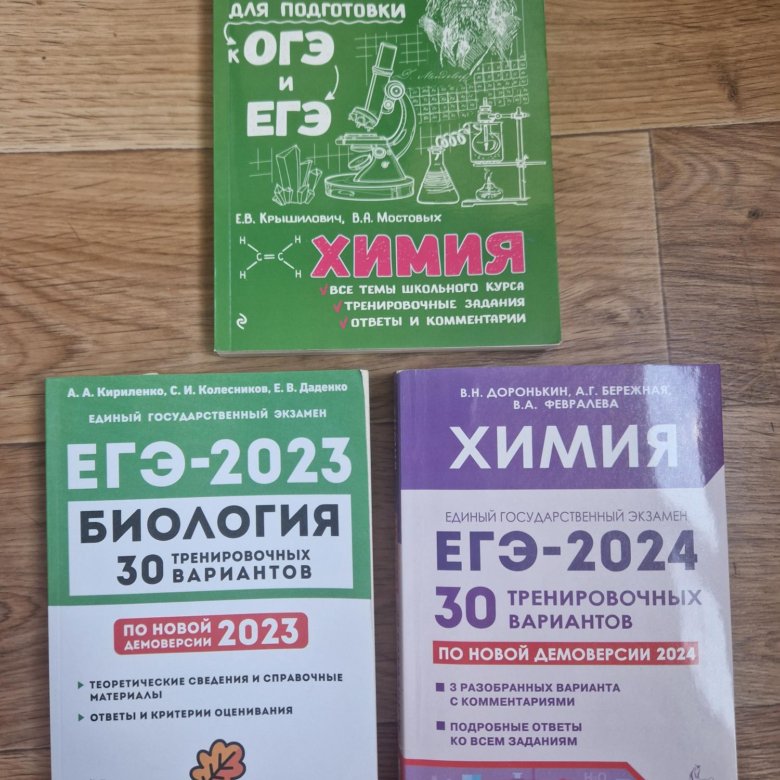 ДЛЯ ПОДГОТОВКИ
К ОГЭ
И
ЕГЭ
Е.В. Крышилович, В.А. Мостовых
H H
C=C
H H
ХИМИЯ
ВСЕ ТЕМЫ ШКОЛЬНОГО КУРСА
ТРЕНИРОВОЧНЫЕ ЗАДАНИЯ
ОТВЕТЫ И КОММЕНТАРИИ
А. А. Кириленко, С. И. Колесников, Е. В. Даденко
ЕДИНЫЙ ГОСУДАРСТВЕННЫЙ ЭКЗАМЕН
ЕГЭ-2023
БИОЛОГИЯ
30 ТРЕНИРОВОЧНЫХ
ВАРИАНТОВ
ПО НОВОЙ
ДЕМОВЕРСИИ 2023
ТЕОРЕТИЧЕСКИЕ СВЕДЕНИЯ И СПРАВОЧНЫЕ
МАТЕРИАЛЫ
ОТВЕТЫ И КРИТЕРИИ ОЦЕНИВАНИЯ
В.Н. ДОРОНЬКИН, А.Г. БЕРЕЖНАЯ,
В.А. ФЕВРАЛЕВА
ХИМИЯ
ЕДИНЫЙ ГОСУДАРСТВЕННЫЙ ЭКЗАМЕН
ЕГЭ-2024
30 ТРЕНИРОВОЧНЫХ
ВАРИАНТОВ
ПО НОВОЙ ДЕМОВЕРСИИ 2024
3 РАЗОБРАННЫХ ВАРИАНТА
С КОММЕНТАРИЯМИ
ПОДРОБНЫЕ ОТВЕТЫ
КО ВСЕМ ЗАДАНИЯМ